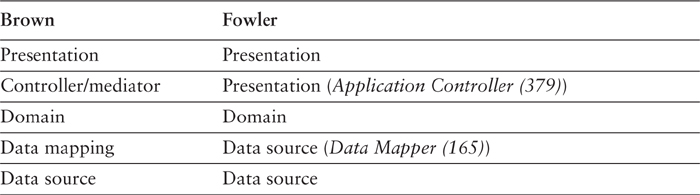 Brown Fowler
Presentation Presentation
Controller/mediator Presentation (Application Controller (379))
Domain Domain
Data mapping Data source (Data Mapper (165))
Data source Data source